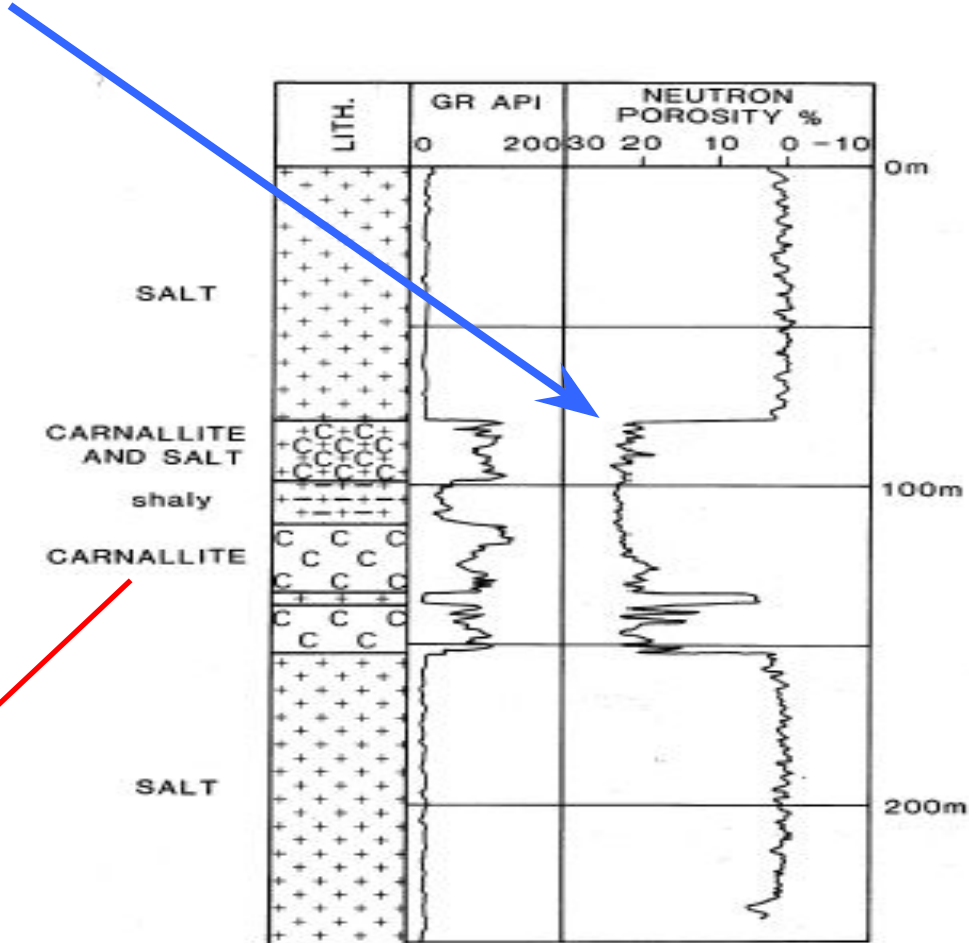 LITH.
GR API
0 200
NEUTRON
POROSITY %
30 20 10 0 -10
0m
SALT
CARNALLITE
AND SALT
100m
shaly
CARNALLITE
SALT
200m
C C C
C C C C
C C C
C C C
C C
C C C
C C C
C C